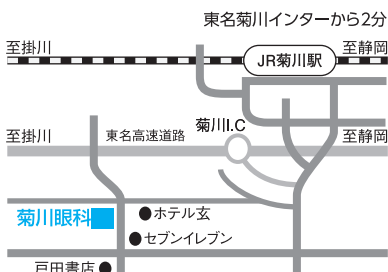 東名菊川インターから2分
至掛川
至静岡
JR菊川駅
菊川I.C
至掛川
東名高速道路
至静岡
菊川眼科
ホテル玄
セブンイレブン
戸田書店